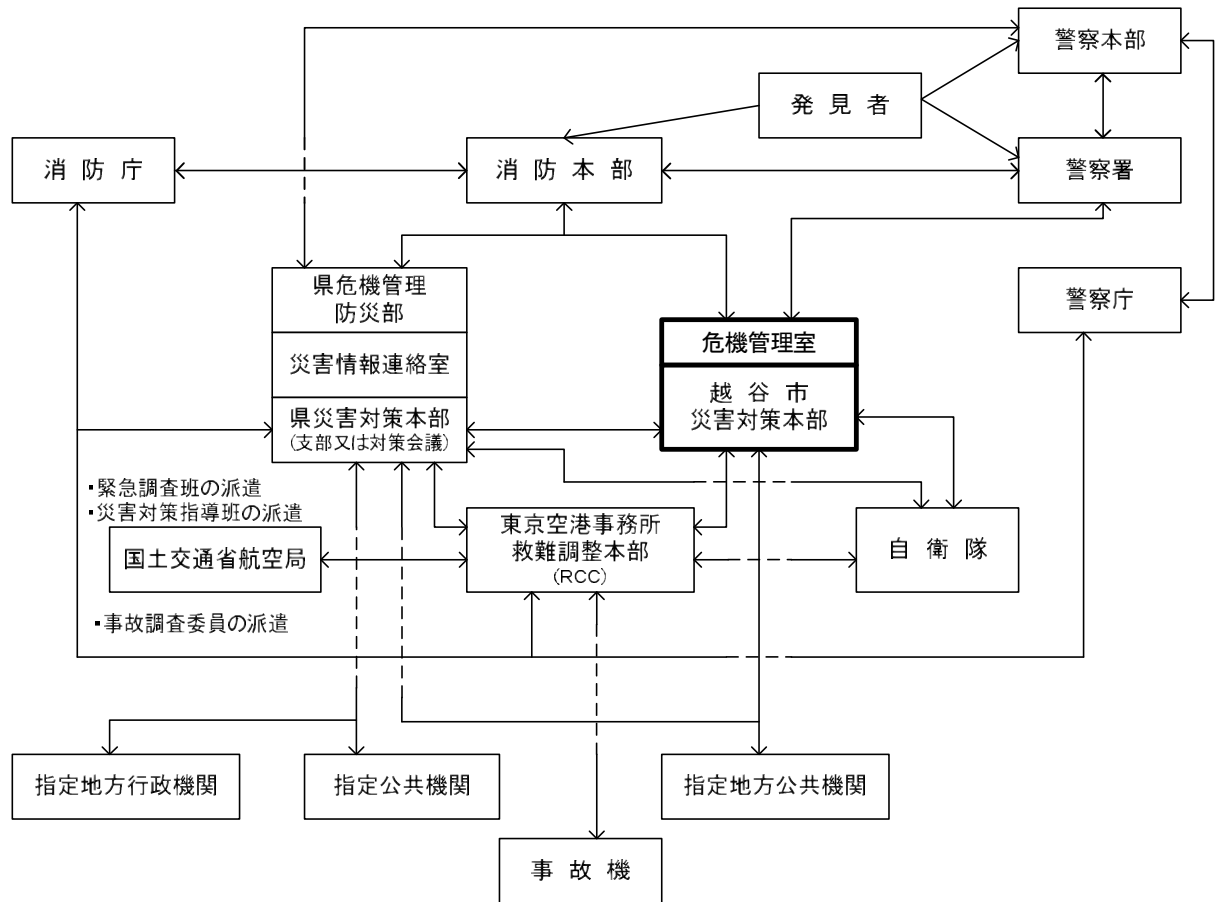 警察本部
発見者
消防庁
消防本部
警察署
県危機管理
防災部
警察庁
危機管理室
災害情報連絡室
越谷市
災害対策本部
県災害対策本部
(支部又は対策会議)
・緊急調査班の派遣
・災害対策指導班の派遣
国土交通省航空局
東京空港事務所
救難調整本部
(RCC)
自衛隊
・事故調査委員の派遣
指定地方行政機関
指定公共機関
指定地方公共機関
事故機